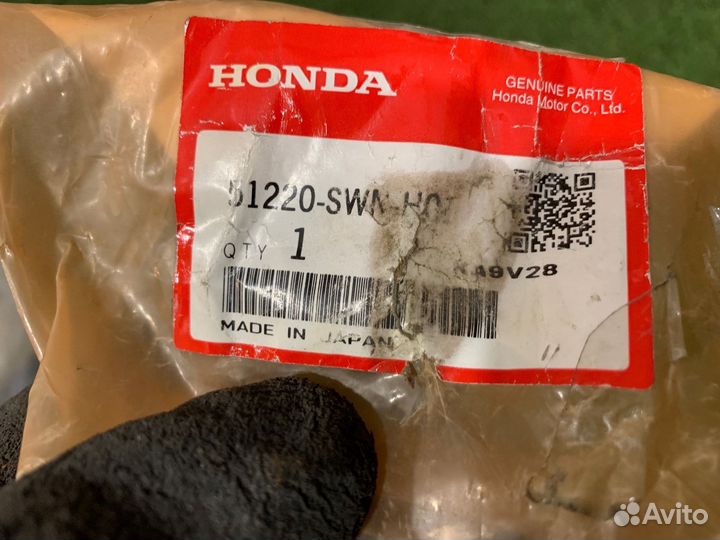 HONDA
GENUINE PARTS
Honda Motor Co., Ltd.
51220-SWN-H0
QTY 1
A9V28
MADE IN JAPAN
Avito